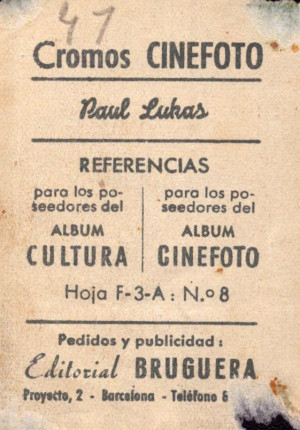 47
Cromos CINEFOTO
Paul Lukas
REFERENCIAS
para los po-
seedores del
ALBUM
CULTURA
para los po-
seedores del
ALBUM
CINEFOTO
Hoja F-3-A: N.º 8
Pedidos y publicidad:
Editorial BRUGUERA
Proyecto, 2 - Barcelona - Teléfono